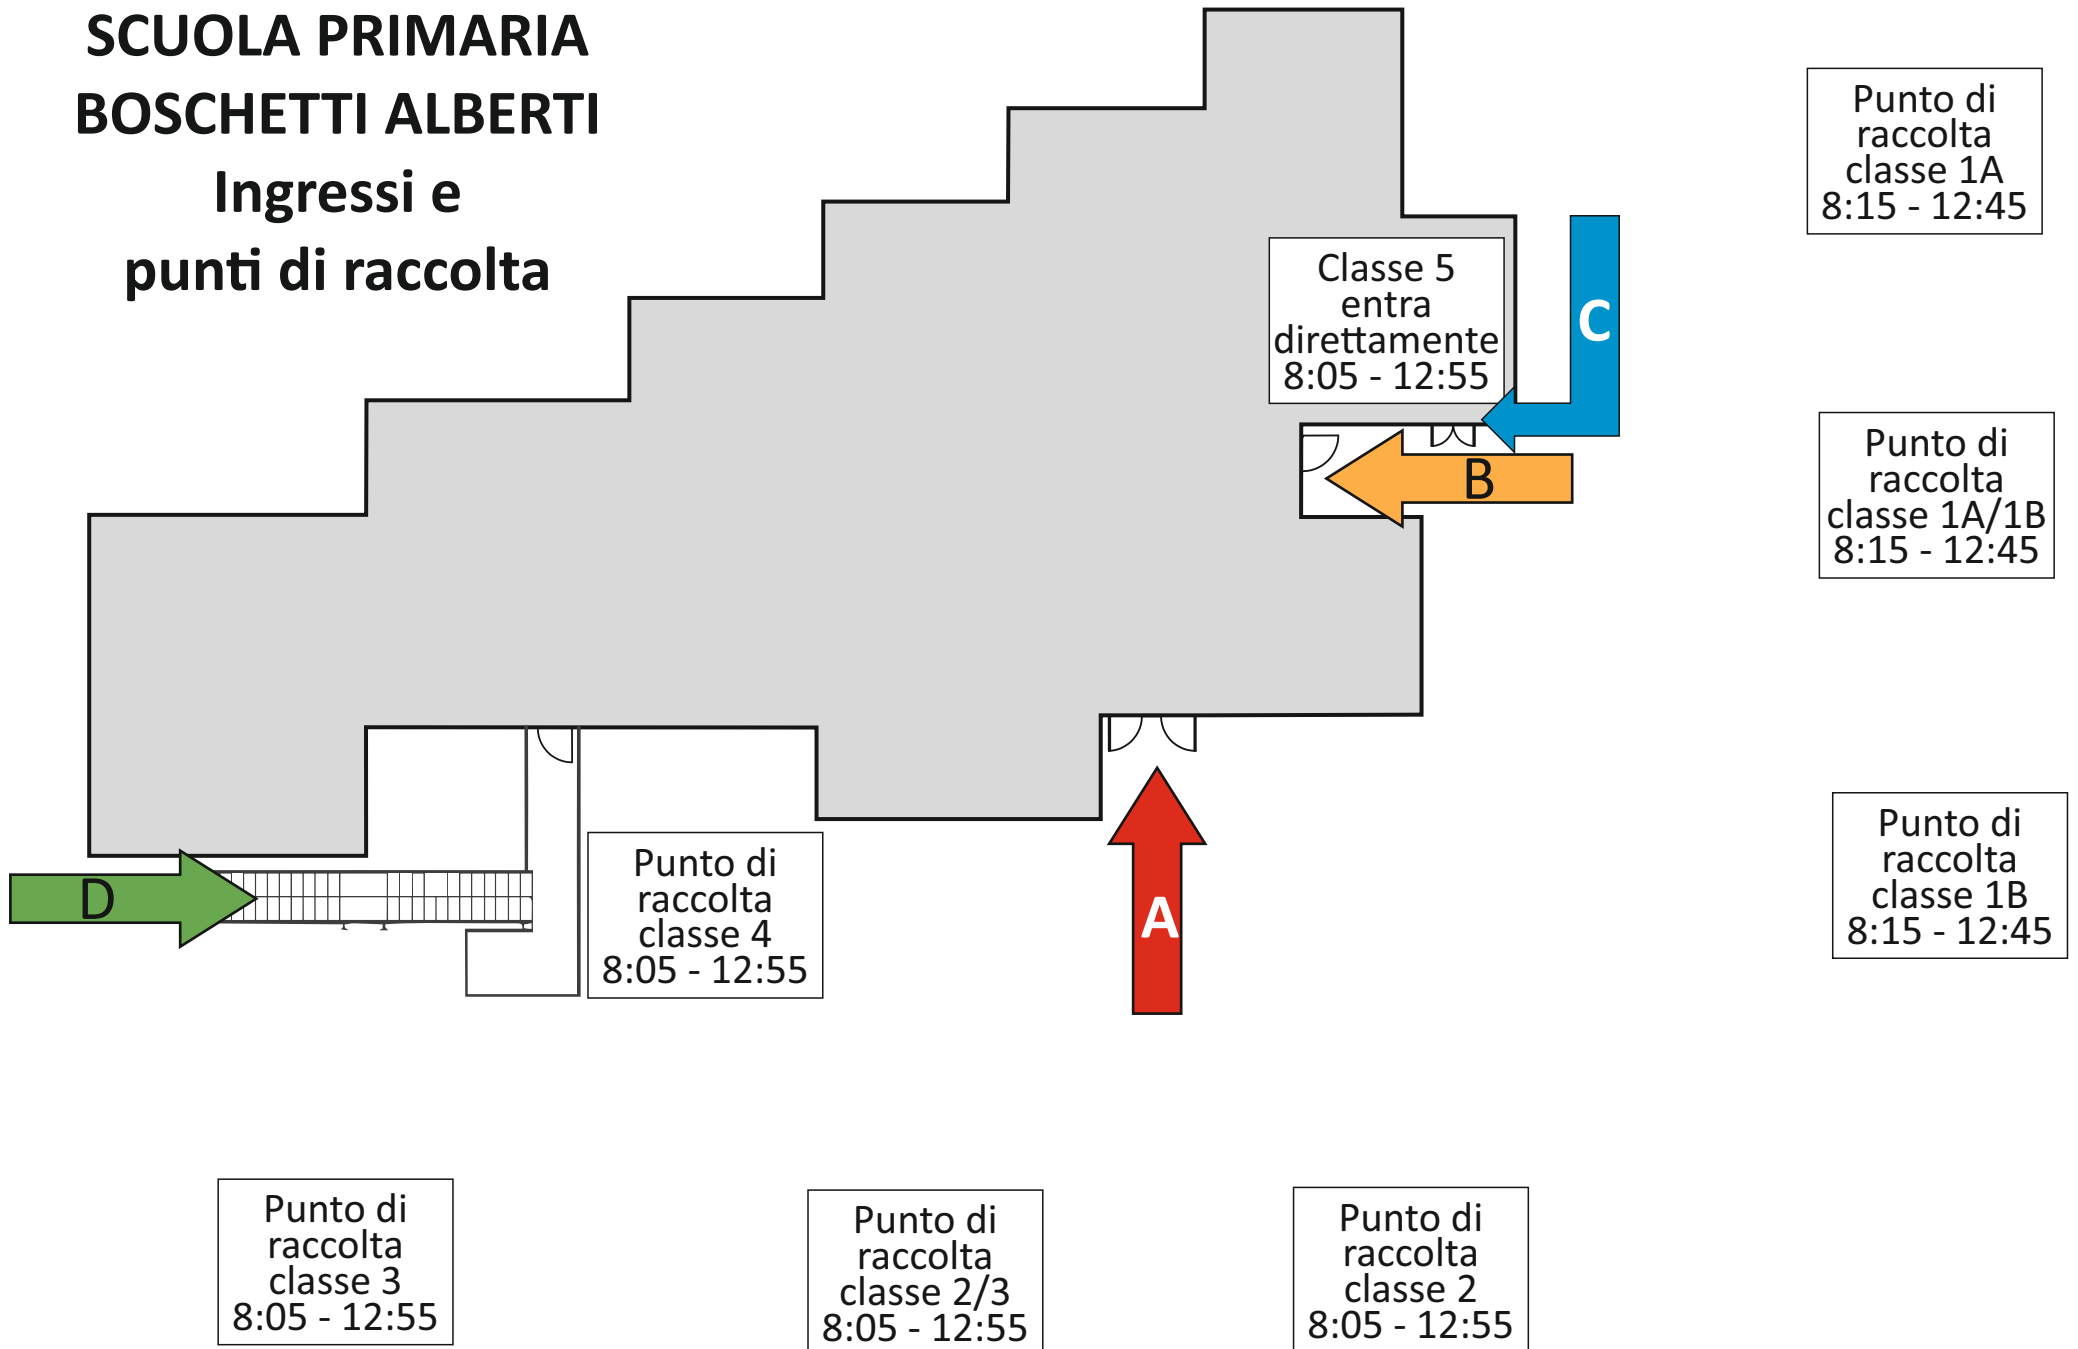 SCUOLA PRIMARIA
BOSCHETTI ALBERTI
Ingressi e
punti di raccolta
Punto di
raccolta
classe 1A
8:15 - 12:45
Classe 5
entra
direttamente
8:05 - 12:55
C
B
Punto di
raccolta
classe 1A/1B
8:15 - 12:45
Punto di
raccolta
classe 1B
8:15 - 12:45
D
Punto di
raccolta
classe 4
8:05 - 12:55
A
Punto di
raccolta
classe 3
8:05 - 12:55
Punto di
raccolta
classe 2/3
8:05 - 12:55
Punto di
raccolta
classe 2
8:05 - 12:55